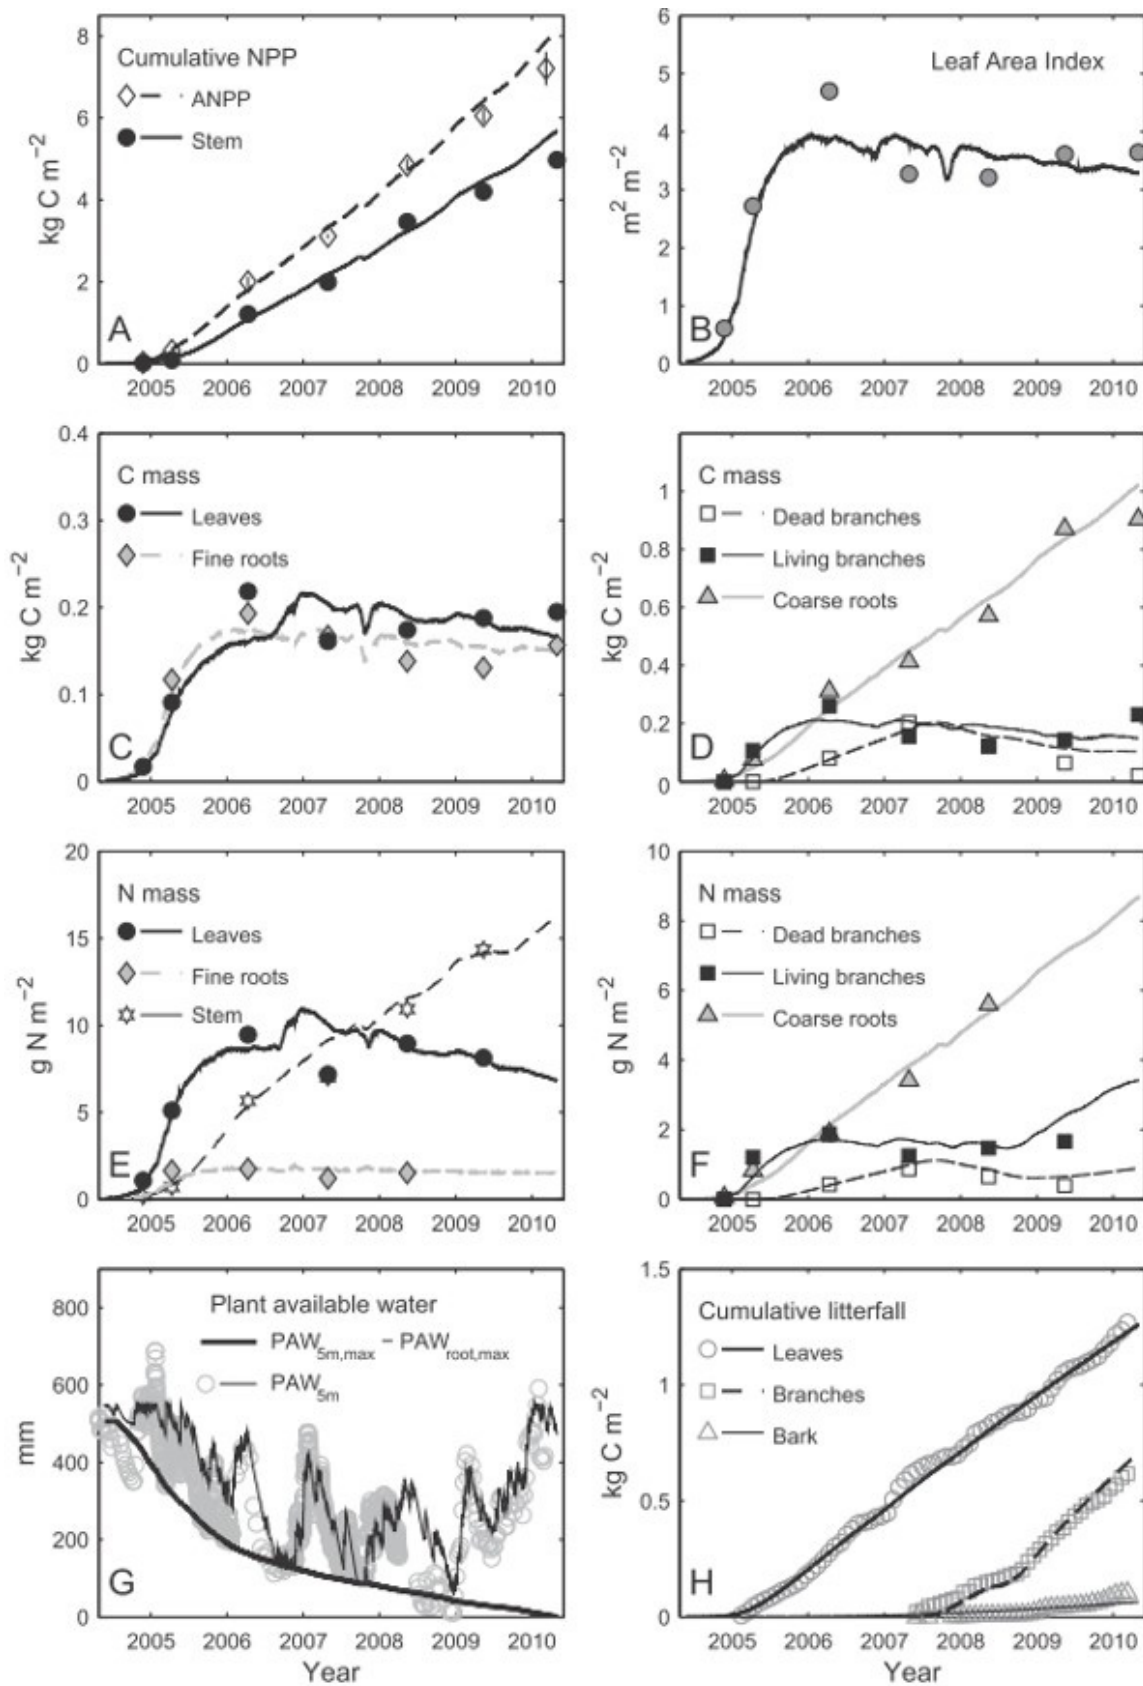 8
6
4
2
0
kg C m⁻²
Cumulative NPP
ANPP
Stem
A
2005 2006 2007 2008 2009 2010
6
5
4
3
2
1
0
m² m⁻²
Leaf Area Index
B
2005 2006 2007 2008 2009 2010
0.4
0.3
0.2
0.1
0
kg C m⁻²
C mass
Leaves
Fine roots
C
2005 2006 2007 2008 2009 2010
1
0.8
0.6
0.4
0.2
0
kg C m⁻²
C mass
Dead branches
Living branches
Coarse roots
D
2005 2006 2007 2008 2009 2010
20
15
10
5
0
g N m⁻²
N mass
Leaves
Fine roots
Stem
E
2005 2006 2007 2008 2009 2010
10
8
6
4
2
0
g N m⁻²
N mass
Dead branches
Living branches
Coarse roots
F
2005 2006 2007 2008 2009 2010
800
600
400
200
0
mm
Plant available water
PAW5m,max PAWroot,max
PAW5m
G
2005 2006 2007 2008 2009 2010
Year
1.5
1
0.5
0
kg C m⁻²
Cumulative litterfall
Leaves
Branches
Bark
H
2005 2006 2007 2008 2009 2010
Year